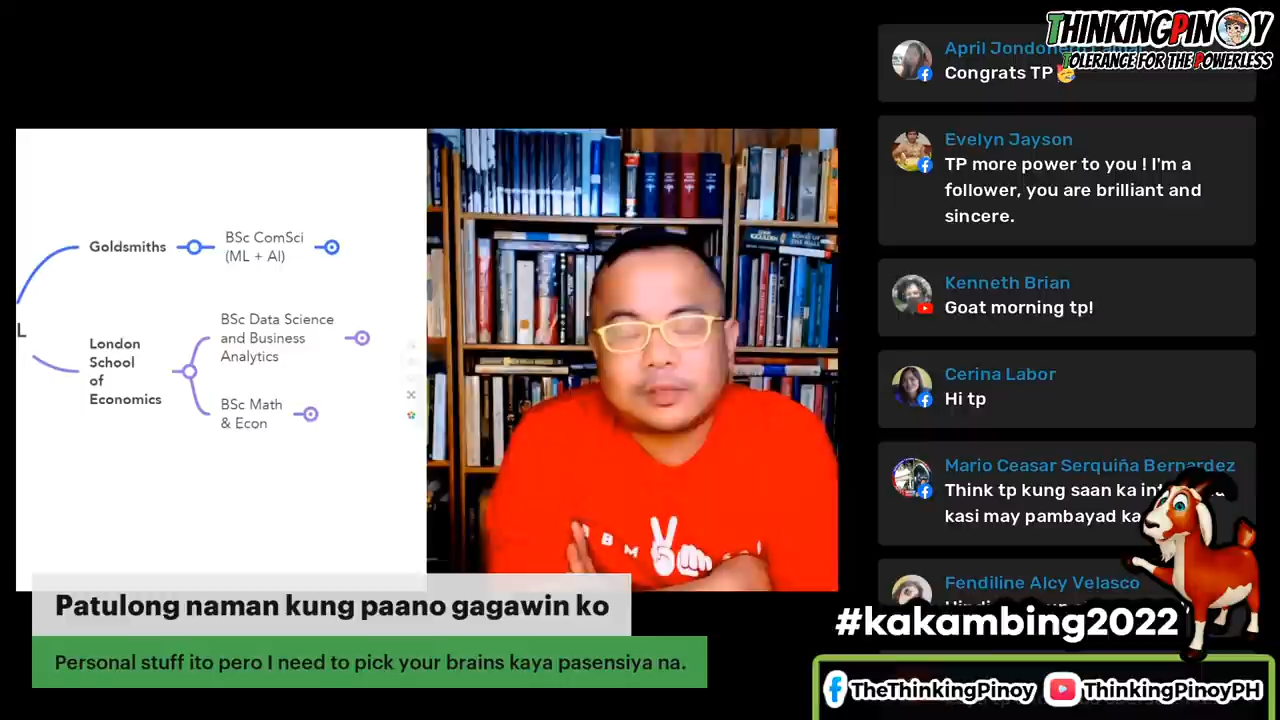 THINKINGPINOY
TOLERANCE FOR THE POWERLESS
April Jondonero
Congrats TP
Evelyn Jayson
TP more power to you ! I'm a
follower, you are brilliant and
sincere.
Kenneth Brian
Goat morning tp!
Cerina Labor
Hi tp
Mario Ceasar Serquiña Bernardez
Think tp kung saan ka
kasi may pambayad
Fendiline Alcy Velasco
L
Goldsmiths
BSc ComSci
(ML + AI)
London
School
of
Economics
BSc Data Science
and Business
Analytics
BSc Math
& Econ
BBM
Patulong naman kung paano gagawin ko
Personal stuff ito pero I need to pick your brains kaya pasensiya na.
#kakambing2022
TheThinkingPinoy
ThinkingPinoyPH